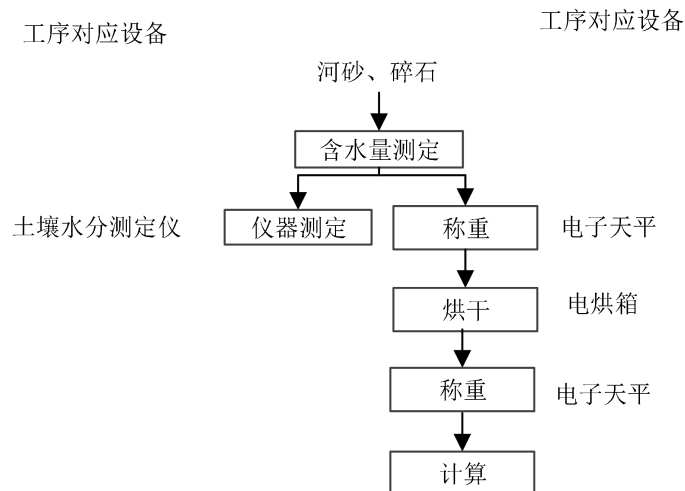 工序对应设备
工序对应设备
河砂、碎石
含水量测定
土壤水分测定仪
仪器测定
称重
电子天平
烘干
电烘箱
称重
电子天平
计算